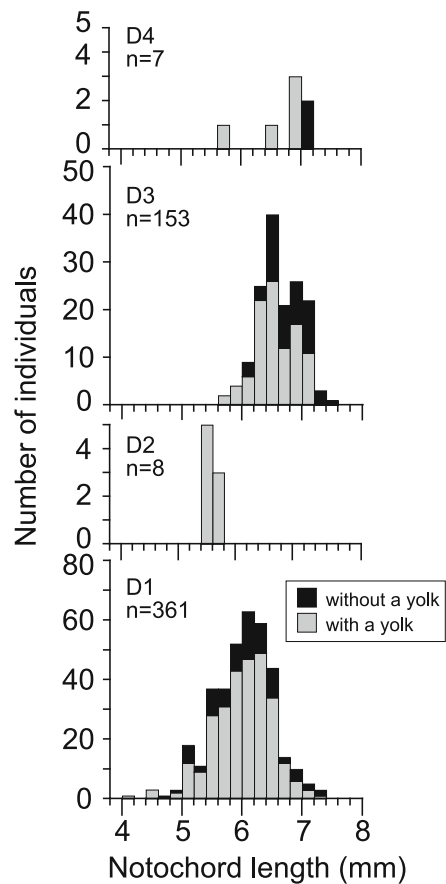 Number of individuals
5
4
2
0
D4
n=7
50
40
30
20
10
0
D3
n=153
4
2
0
D2
n=8
80
60
40
20
0
D1
n=361
without a yolk
with a yolk
4 5 6 7 8
Notochord length (mm)